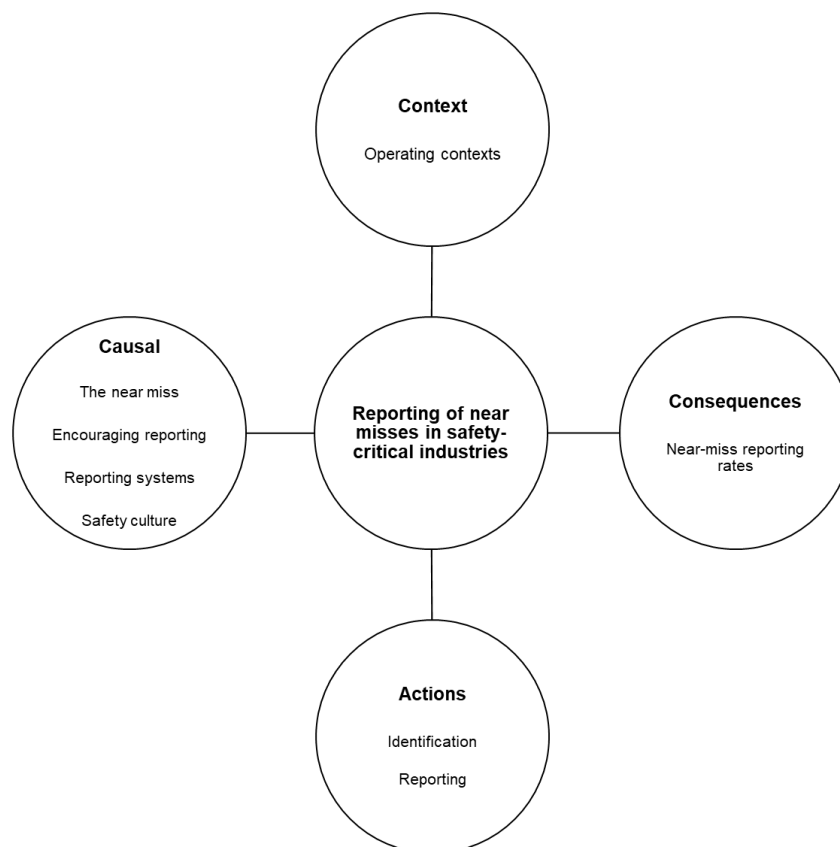 Context
Operating contexts
Causal
The near miss
Encouraging reporting
Reporting systems
Safety culture
Reporting of near
misses in safety-
critical industries
Consequences
Near-miss reporting
rates
Actions
Identification
Reporting